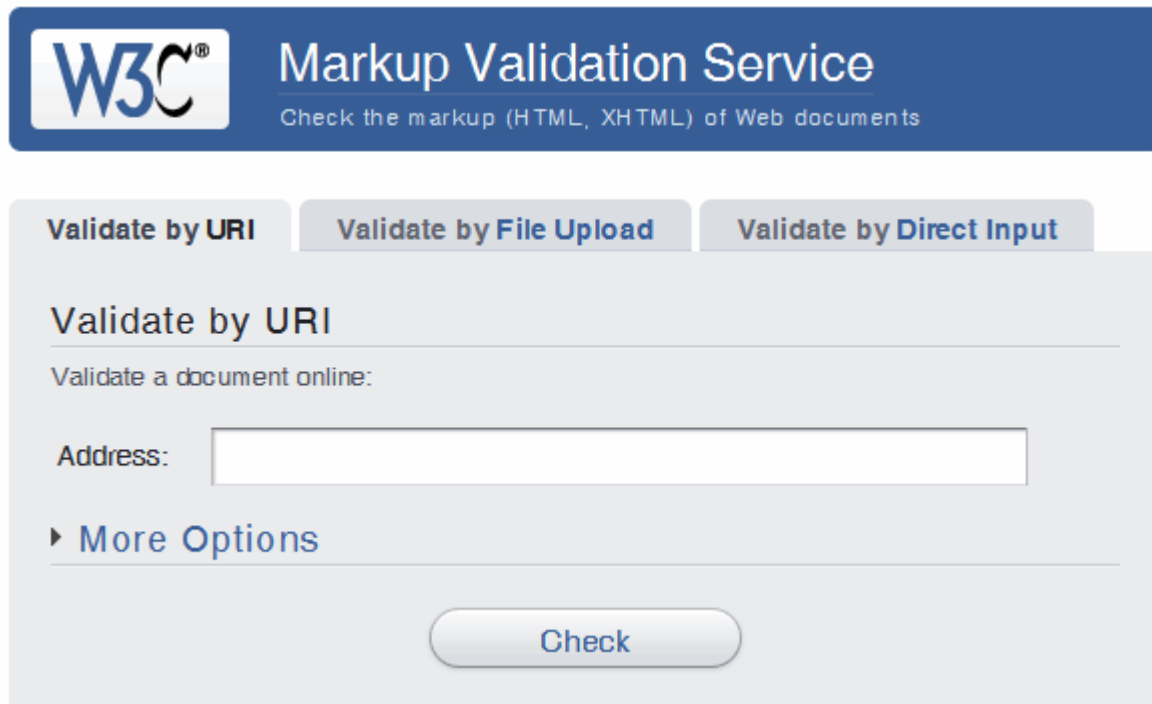 W3C®
Markup Validation Service
Check the markup (HTML, XHTML) of Web documents
Validate by URI
Validate by File Upload
Validate by Direct Input
Validate by URI
Validate a document online:
Address:
More Options
Check